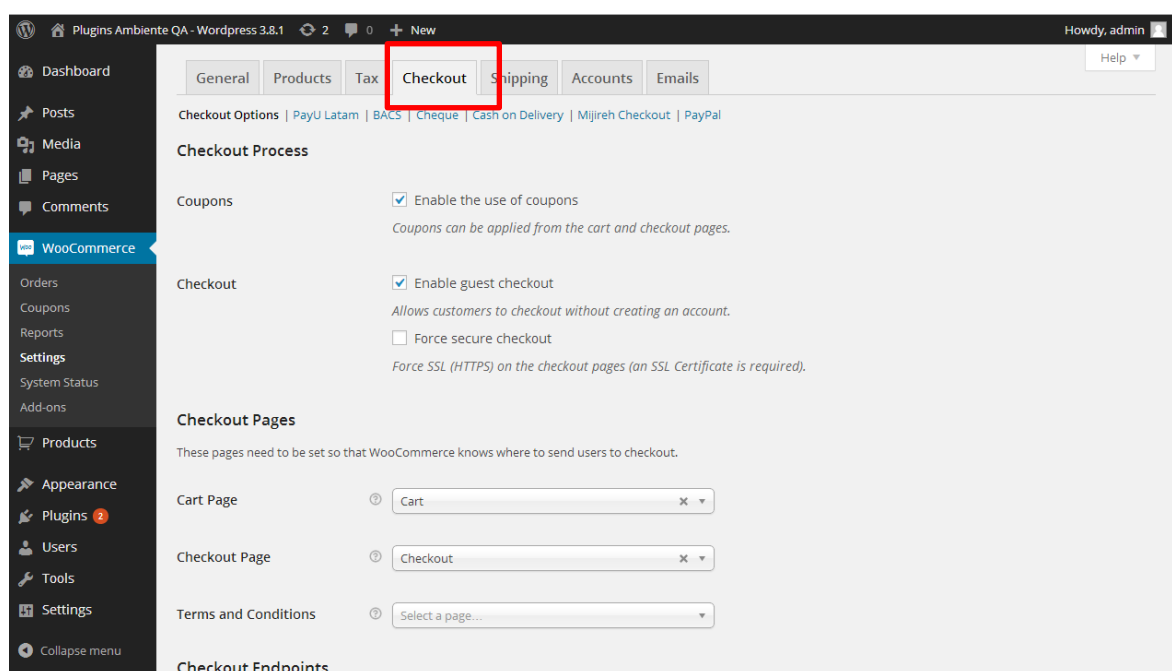 Plugins Ambiente QA - Wordpress 3.8.1 2 0 + New Howdy, admin
Help
Dashboard
Posts
Media
Pages
Comments
WooCommerce
Orders
Coupons
Reports
Settings
System Status
Add-ons
Products
Appearance
Plugins 2
Users
Tools
Settings
Collapse menu
General Products Tax Checkout Shipping Accounts Emails
Checkout Options | PayU Latam | BACS | Cheque | Cash on Delivery | Mijireh Checkout | PayPal
Checkout Process
Coupons Enable the use of coupons
Coupons can be applied from the cart and checkout pages.
Checkout Enable guest checkout
Allows customers to checkout without creating an account.
Force secure checkout
Force SSL (HTTPS) on the checkout pages (an SSL Certificate is required).
Checkout Pages
These pages need to be set so that WooCommerce knows where to send users to checkout.
Cart Page ? Cart
Checkout Page ? Checkout
Terms and Conditions ? Select a page...
Checkout Endpoints